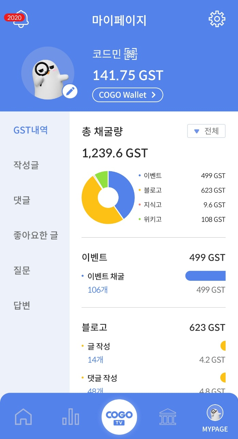 2020
마이페이지
코드민
141.75 GST
COGO Wallet >
GST내역
작성글
댓글
좋아요한 글
질문
답변
총 채굴량
▼ 전체
1,239.6 GST
이벤트 499 GST
블로고 623 GST
지식고 9.6 GST
위키고 108 GST
이벤트 499 GST
이벤트 채굴
106개 499 GST
블로고 623 GST
글 작성
14개 4.2 GST
댓글 작성
48개 4.8 GST
COGO
TV
MYPAGE